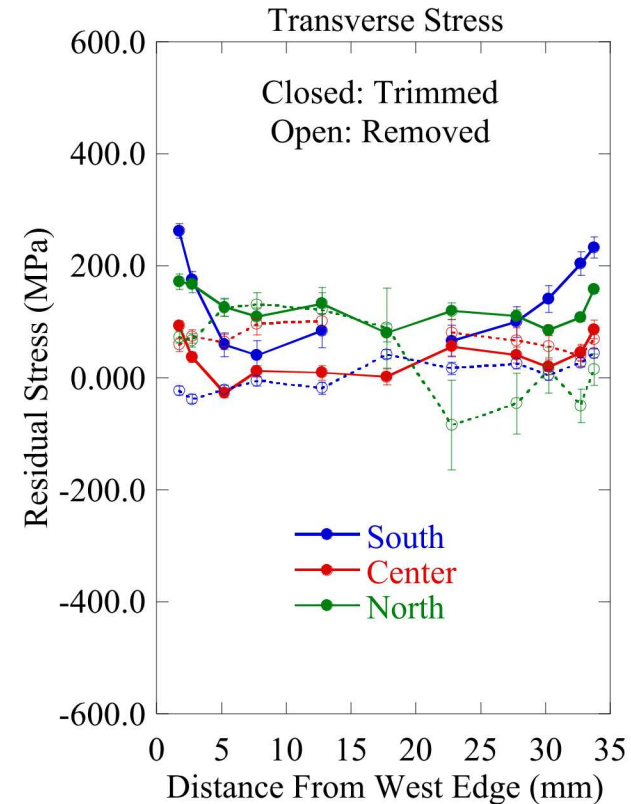 Transverse Stress
600.0
Closed: Trimmed
Open: Removed
400.0
200.0
0.000
-200.0
-400.0
-600.0
Residual Stress (MPa)
South
Center
North
0 5 10 15 20 25 30 35
Distance From West Edge (mm)